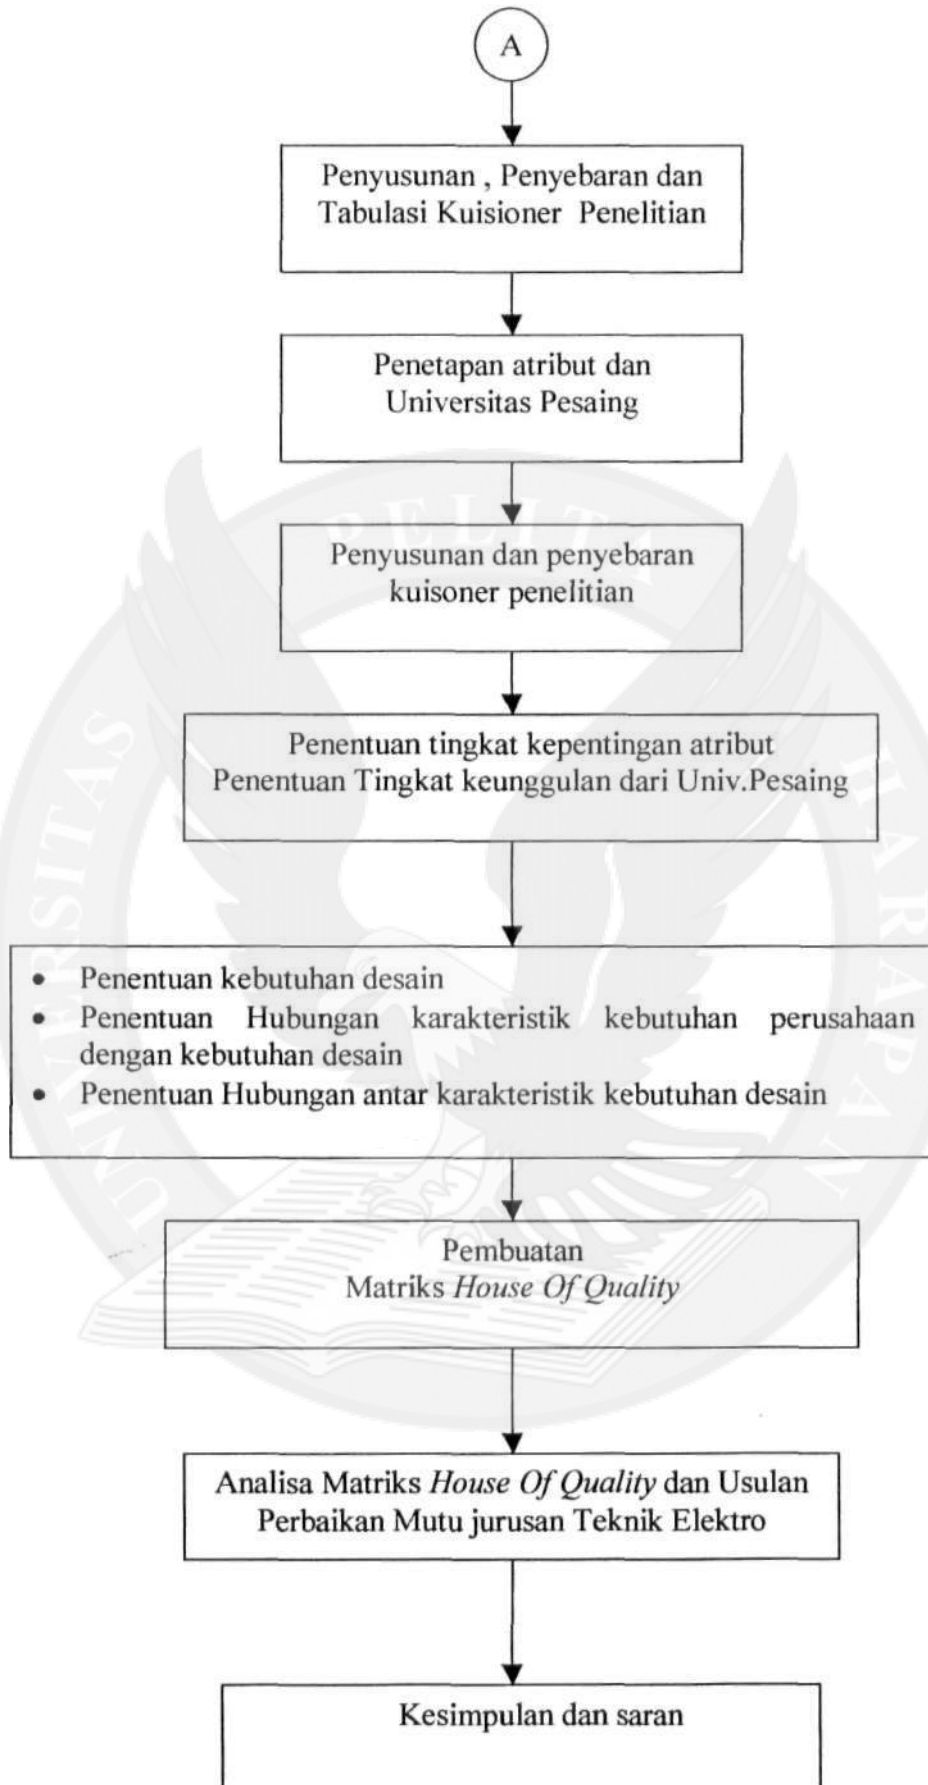 A
Penyusunan , Penyebaran dan
Tabulasi Kuisioner Penelitian
Penetapan atribut dan
Universitas Pesaing
PELITA
Penyusunan dan penyebaran
kuisoner penelitian
UNIVERSITAS
HARAPAN
Penentuan tingkat kepentingan atribut
Penentuan Tingkat keunggulan dari Univ.Pesaing
• Penentuan kebutuhan desain
• Penentuan Hubungan karakteristik kebutuhan perusahaan
dengan kebutuhan desain
• Penentuan Hubungan antar karakteristik kebutuhan desain
Pembuatan
Matriks House Of Quality
Analisa Matriks House Of Quality dan Usulan
Perbaikan Mutu jurusan Teknik Elektro
Kesimpulan dan saran